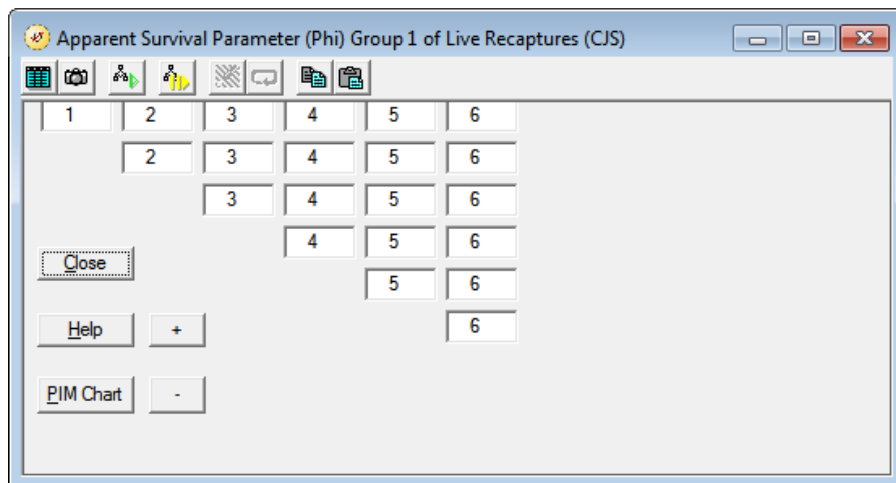 Apparent Survival Parameter (Phi) Group 1 of Live Recaptures (CJS)
1 2 3 4 5 6
2 3 4 5 6
3 4 5 6
4 5 6
Close
5 6
Help + 6
PIM Chart -